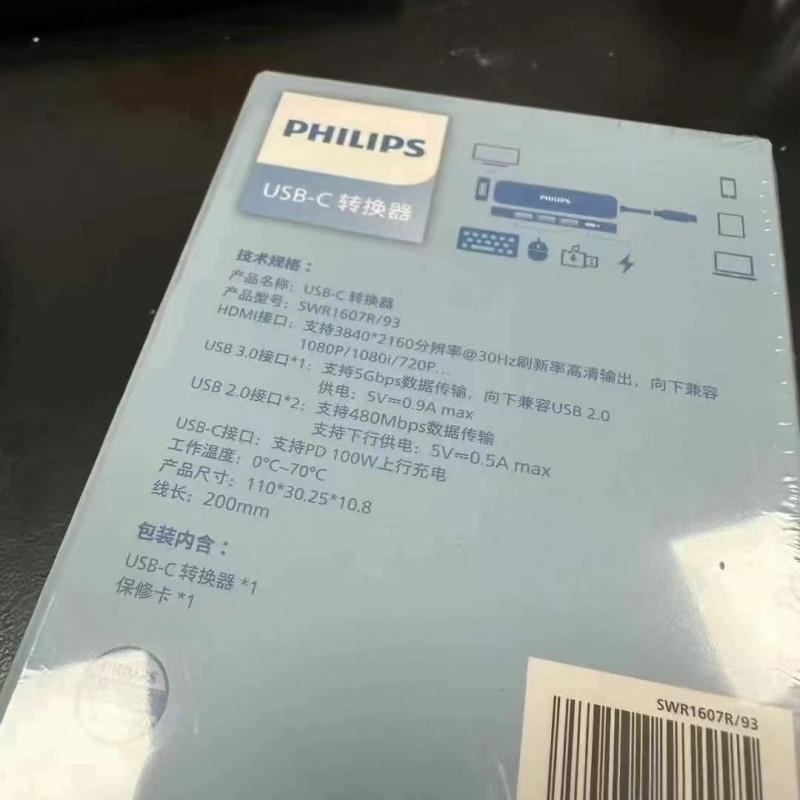 PHILIPS
USB-C 转换器
PHILIPS
技术规格：
产品名称：USB-C 转换器
产品型号：SWR1607R/93
HDMI接口：支持3840*2160分辨率@30Hz刷新率高清输出，向下兼容
1080P/1080i/720P...
USB 3.0接口*1：支持5Gbps数据传输，向下兼容USB 2.0
供电：5V⎓0.9A max
USB 2.0接口*2：支持480Mbps数据传输
支持下行供电：5V⎓0.5A max
USB-C接口：支持PD 100W上行充电
工作温度：0°C~70°C
产品尺寸：110*30.25*10.8
线长：200mm
包装内含：
USB-C 转换器 *1
保修卡 *1
SWR1607R/93